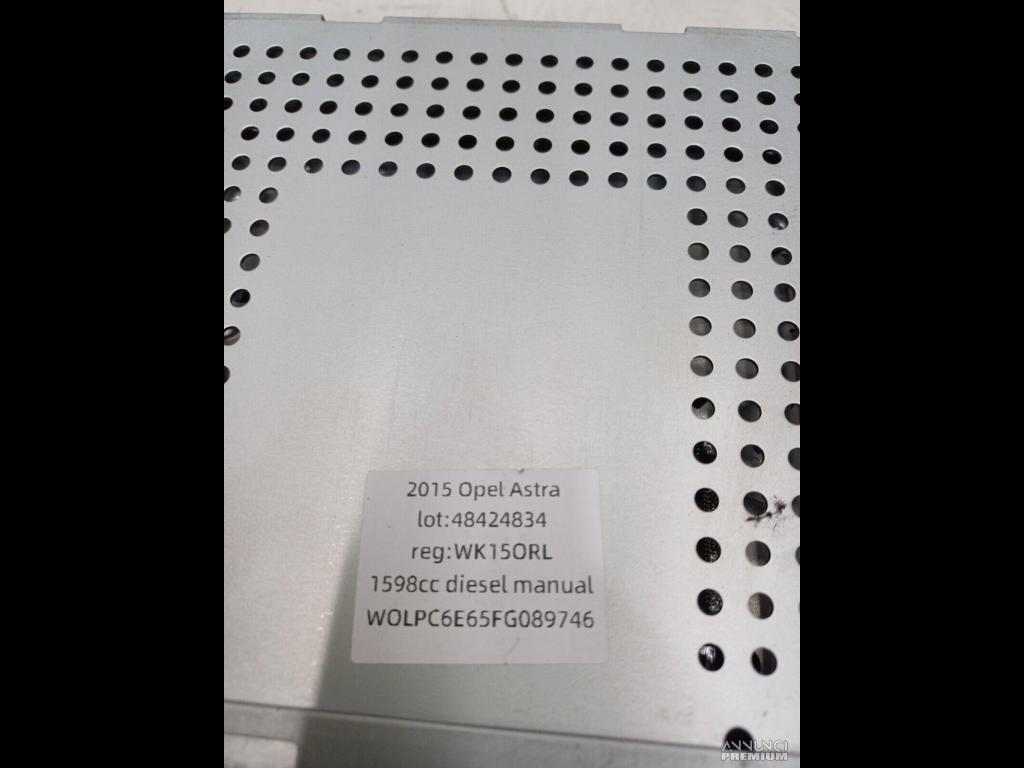 2015 Opel Astra
lot:48424834
reg:WK15ORL
1598cc diesel manual
WOLPC6E65FG089746
ANNUNCI
PREMIUM